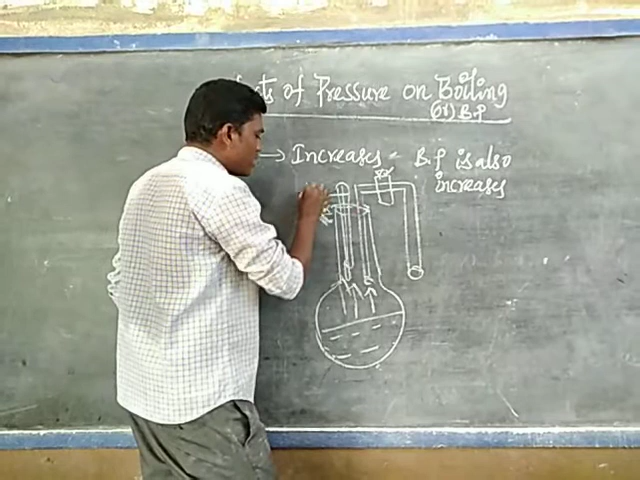 of Pressure on Boiling
(or) B.P
→ Increases - B.P is also
increases